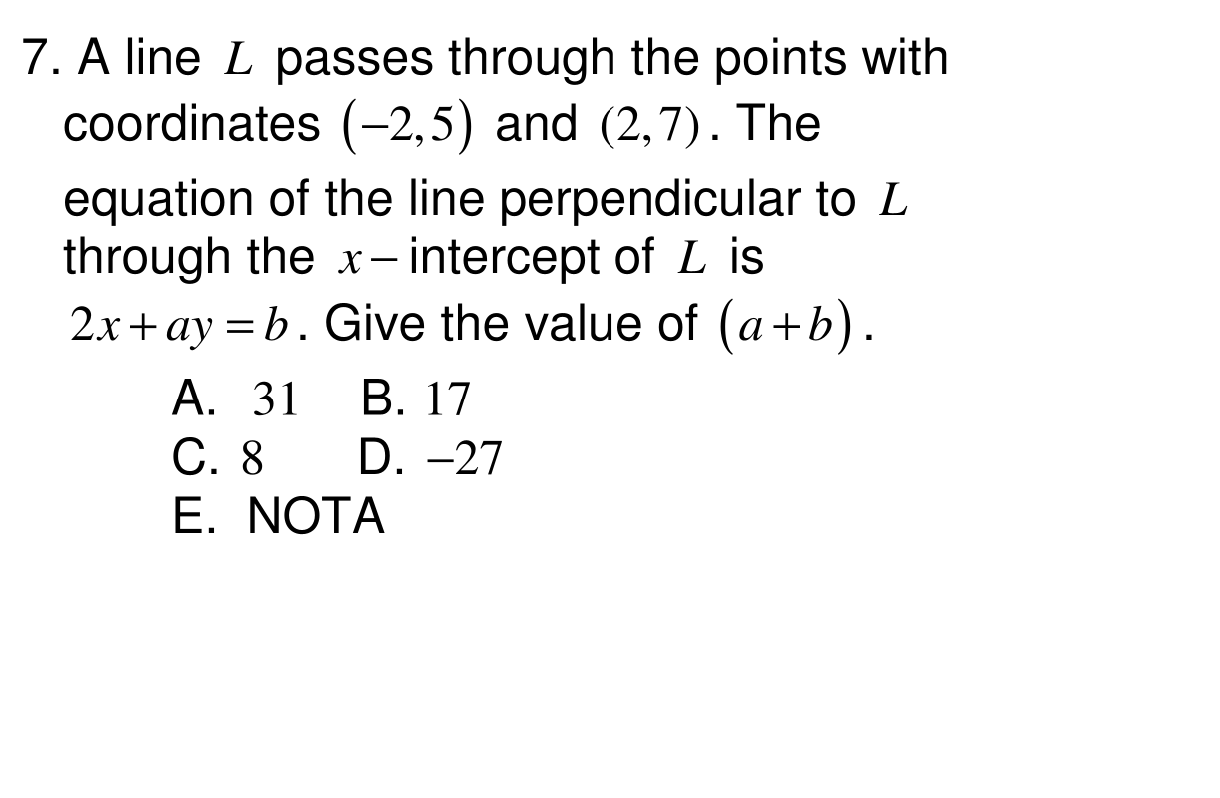 7. A line L passes through the points with
coordinates (−2,5) and (2,7). The
equation of the line perpendicular to L
through the x− intercept of L is
2x+ay=b. Give the value of (a+b).
A. 31 B. 17
C. 8 D. −27
E. NOTA